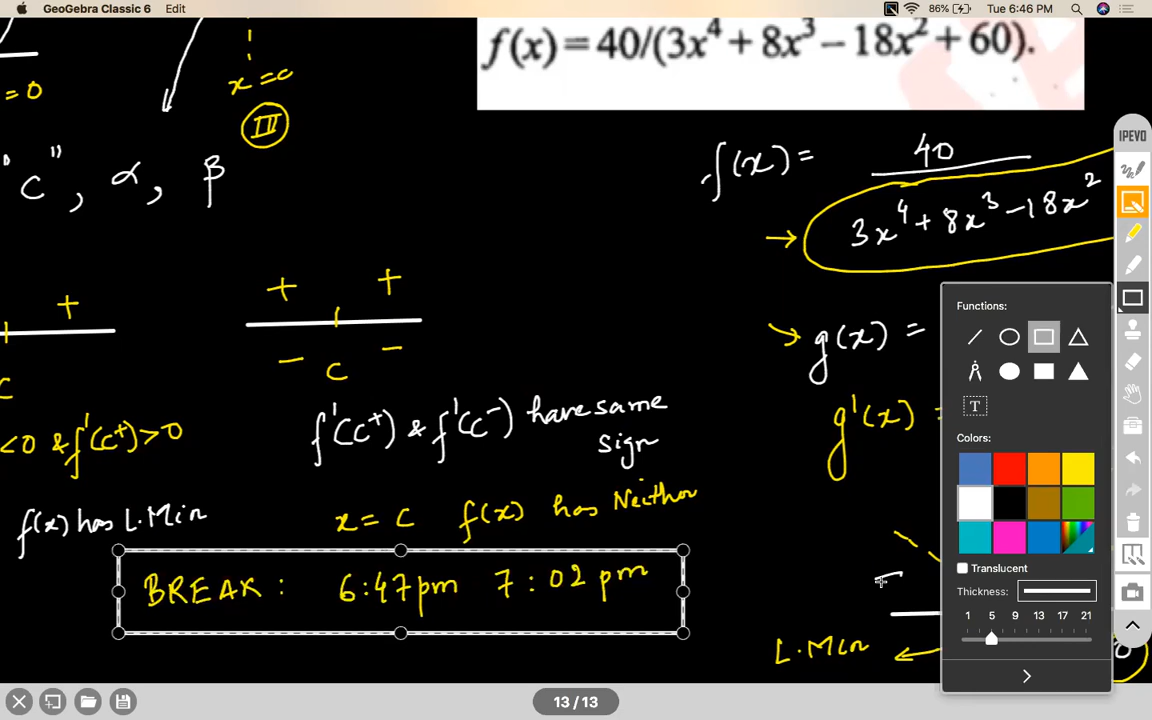 GeoGebra Classic 6 Edit 86% Tue 6:46 PM
f(x) = 40/(3x⁴ + 8x³ − 18x² + 60).
= 0
x = c
III
"c", α, β
f(x) = 40
3x⁴ + 8x³ − 18x²
+ + +
− c −
c
g(x) =
g'(x) =
<0 & f'(c⁺) > 0
f'(c⁺) & f'(c⁻) have same
sign
f(x) has L.Min
x = c f(x) has Neither
BREAK : 6:47pm 7:02 pm
L.Min
IPEVO
Functions:
T
Colors:
Translucent
Thickness:
1 5 9 13 17 21
13 / 13